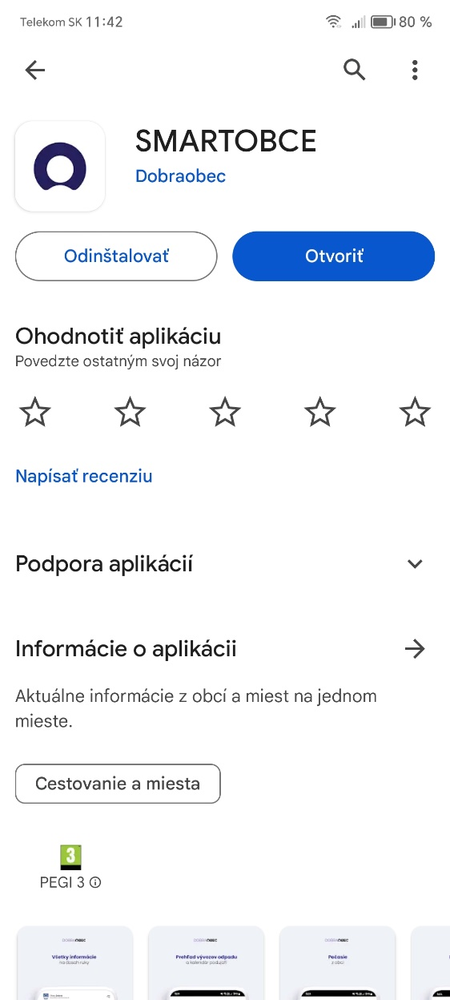 Telekom SK 11:42
80 %
SMARTOBCE
Dobraobec
Odinštalovať
Otvoriť
Ohodnotiť aplikáciu
Povedzte ostatným svoj názor
Napísať recenziu
Podpora aplikácií
Informácie o aplikácii
Aktuálne informácie z obcí a miest na jednom
mieste.
Cestovanie a miesta
3
PEGI 3
DOBRAOBEC
Všetky informácie
na dosah ruky
DOBRAOBEC
Prehľad vývozov odpadu
a kalendár podujatí
DOBRAOBEC
Počasie
z obci